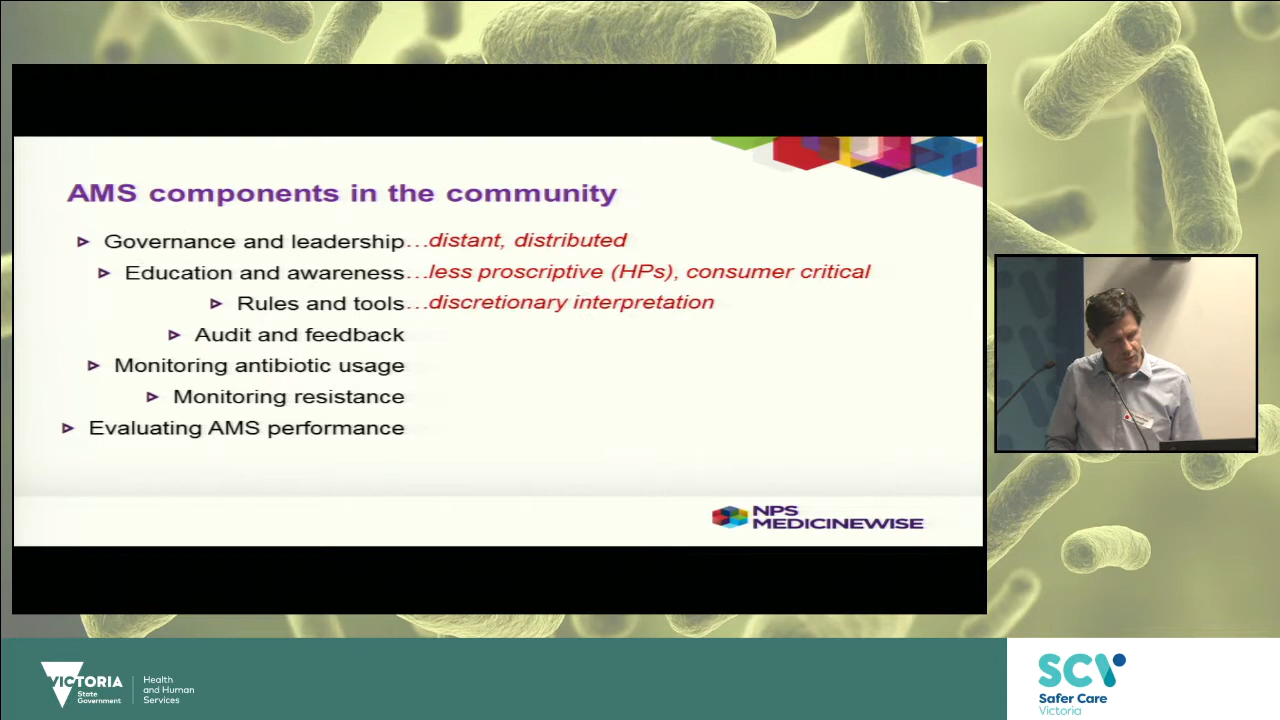 AMS components in the community
Governance and leadership...distant, distributed
Education and awareness...less proscriptive (HPs), consumer critical
Rules and tools...discretionary interpretation
Audit and feedback
Monitoring antibiotic usage
Monitoring resistance
Evaluating AMS performance
NPS
MEDICINEWISE
VICTORIA
State
Government
Health
and Human
Services
SCV
Safer Care
Victoria